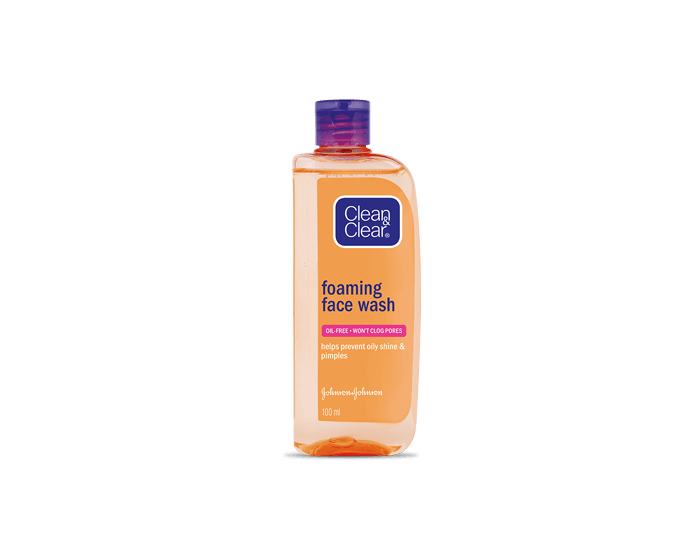 Clean &
Clear®
foaming
face wash
OIL-FREE • WON'T CLOG PORES
helps prevent oily shine &
pimples
Johnson & Johnson
100 ml